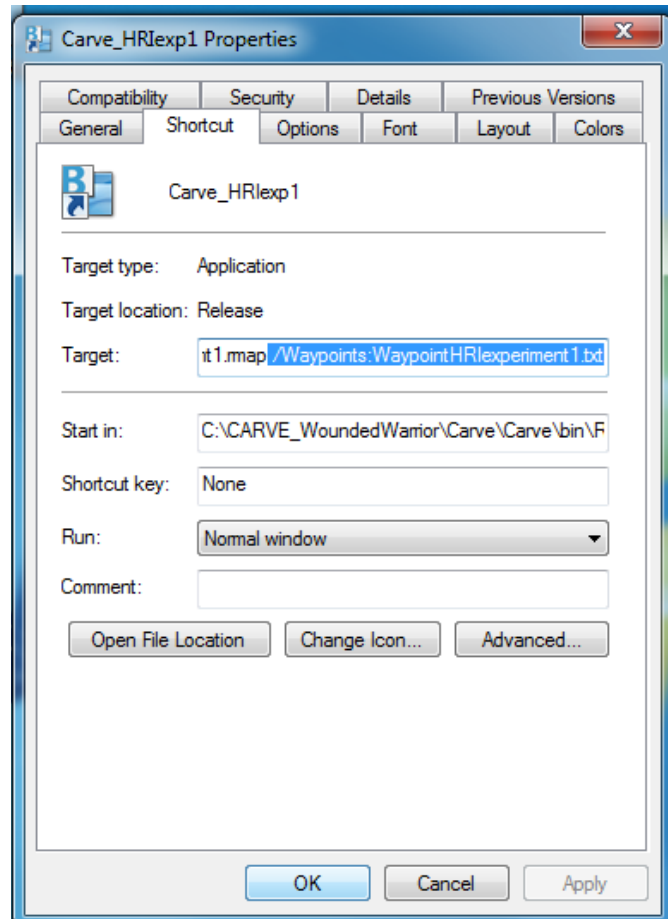 Carve_HRIexp1 Properties
Compatibility Security Details Previous Versions
General Shortcut Options Font Layout Colors
Carve_HRIexp1
Target type: Application
Target location: Release
Target: nt1.rmap /Waypoints:WaypointHRIexperiment1.txt
Start in: C:\CARVE_WoundedWarrior\Carve\Carve\bin\R
Shortcut key: None
Run: Normal window
Comment:
Open File Location Change Icon... Advanced...
OK Cancel Apply